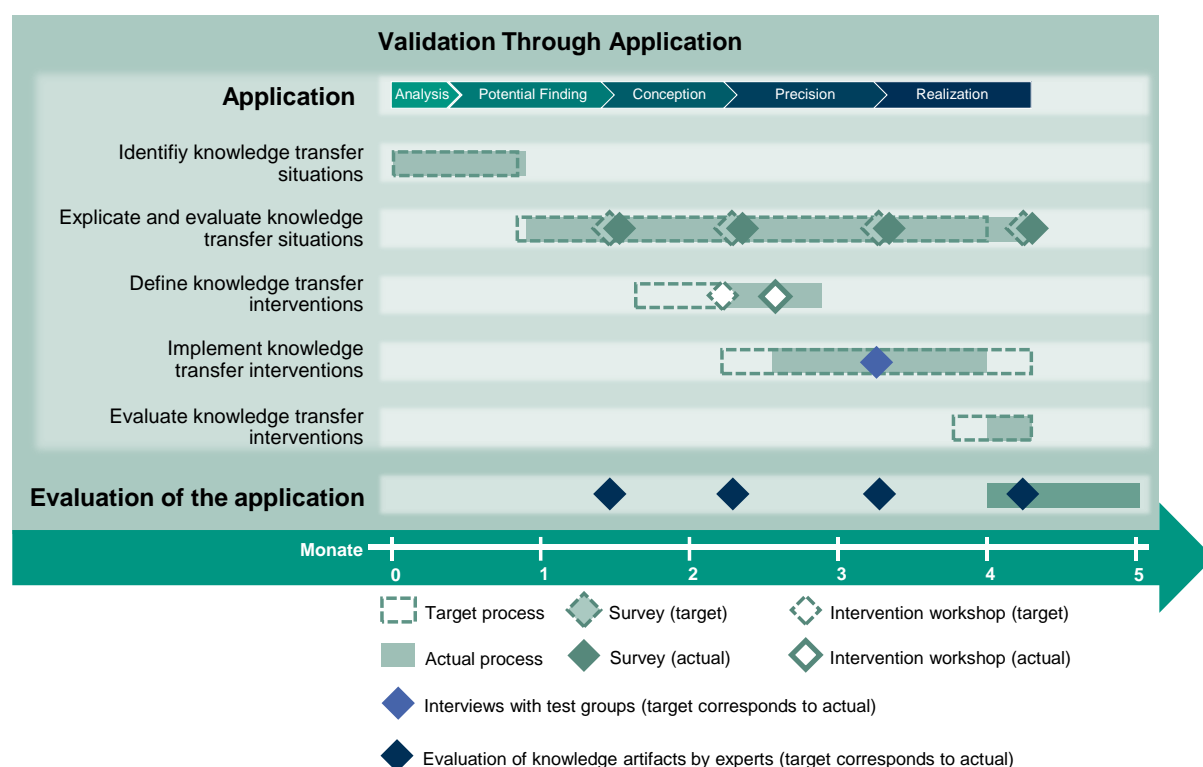 Validation Through Application
Application
Analysis
Potential Finding
Conception
Precision
Realization
Identifiy knowledge transfer
situations
Explicate and evaluate knowledge
transfer situations
Define knowledge transfer
interventions
Implement knowledge
transfer interventions
Evaluate knowledge transfer
interventions
Evaluation of the application
Monate
0 1 2 3 4 5
Target process
Survey (target)
Intervention workshop (target)
Actual process
Survey (actual)
Intervention workshop (actual)
Interviews with test groups (target corresponds to actual)
Evaluation of knowledge artifacts by experts (target corresponds to actual)